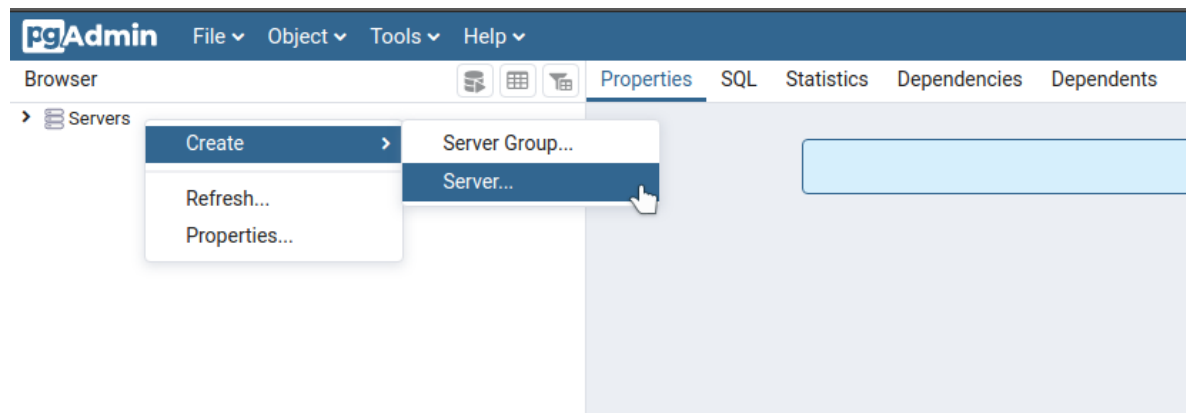 pgAdmin File Object Tools Help
Browser Properties SQL Statistics Dependencies Dependents
Servers
Create Server Group...
Server...
Refresh...
Properties...